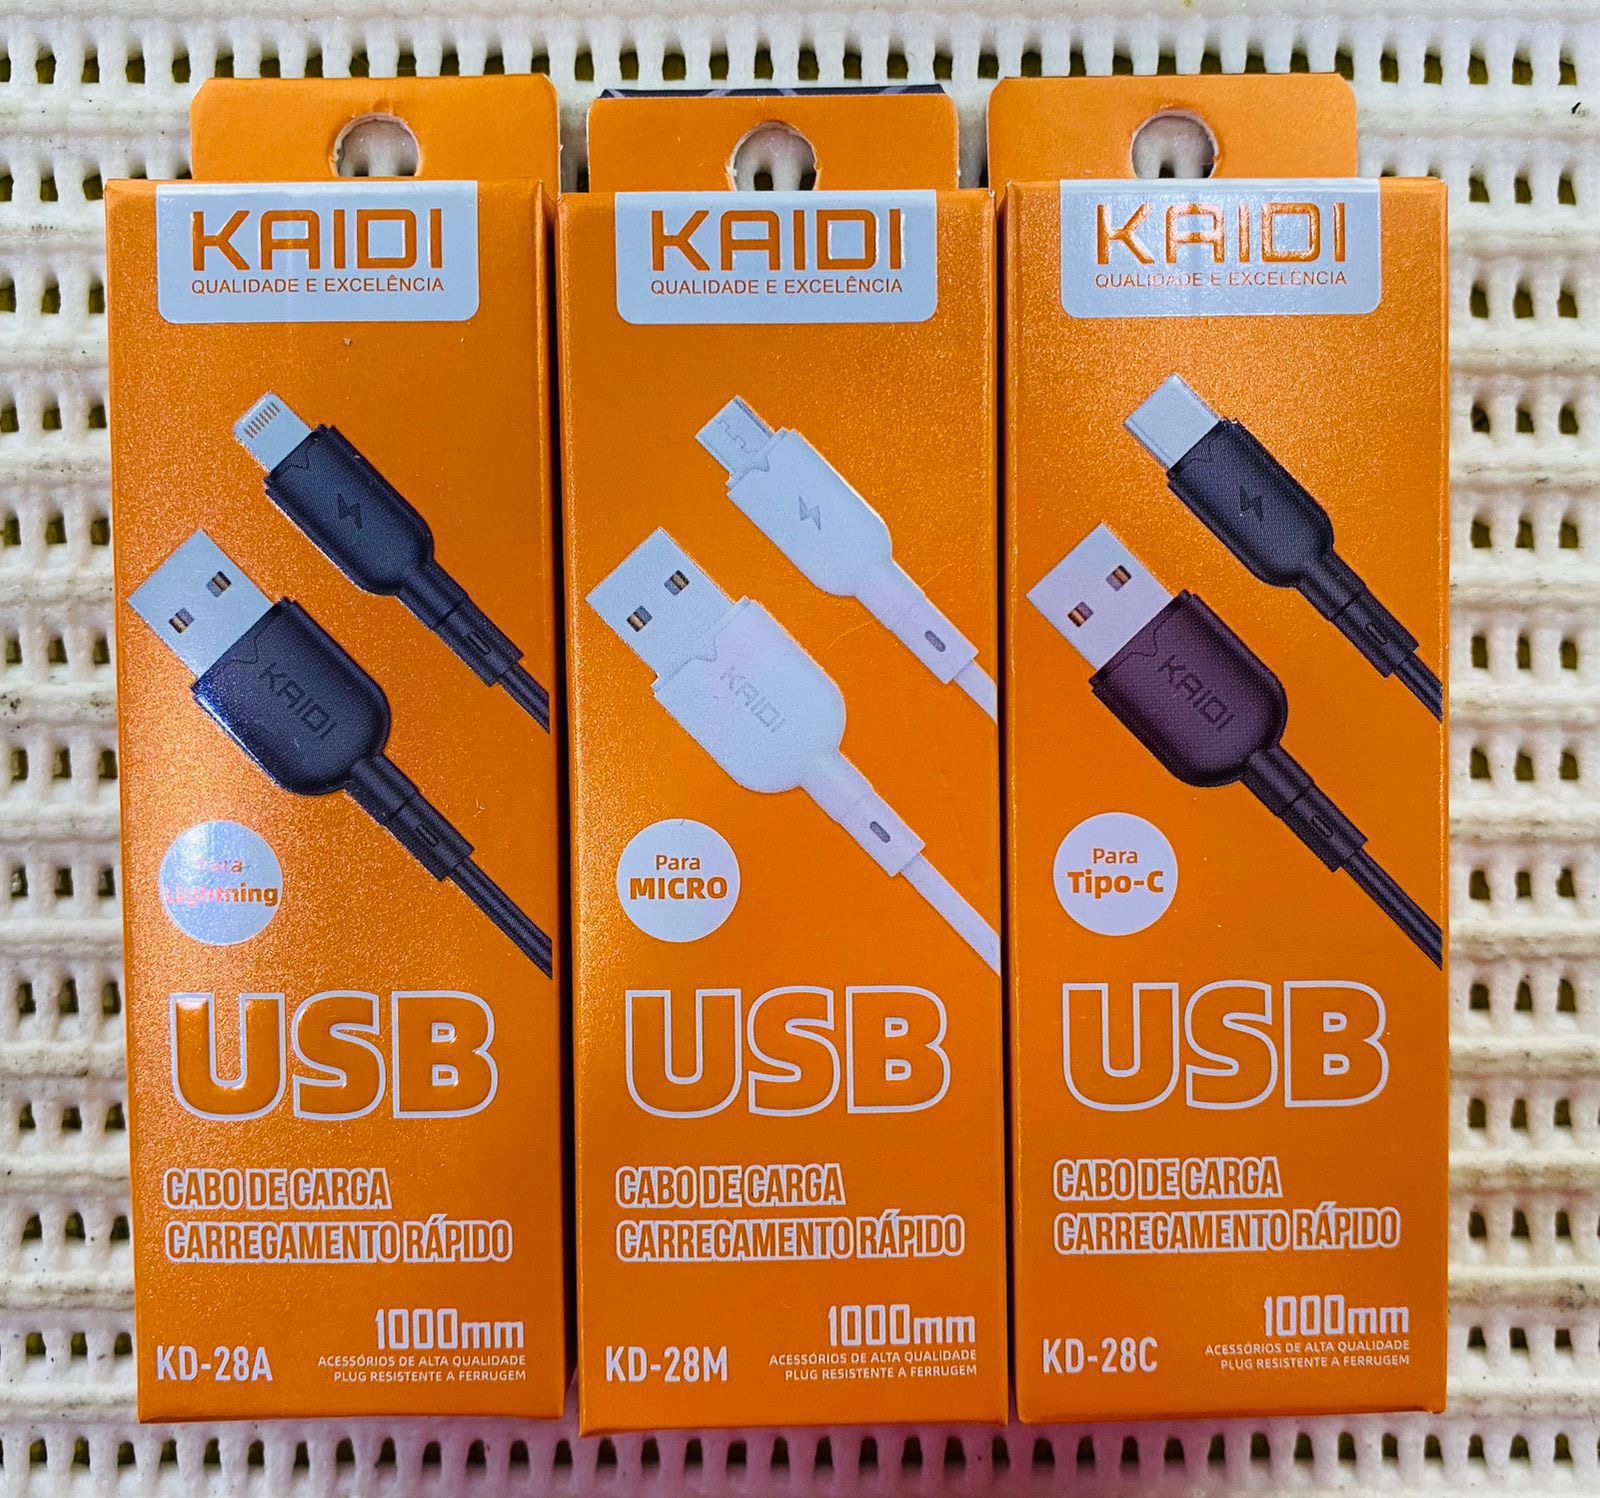 KAIDI
QUALIDADE E EXCELÊNCIA
KAIDI
Para
Lightning
USB
CABO DE CARGA
CARREGAMENTO RÁPIDO
1000mm
KD-28A
ACESSÓRIOS DE ALTA QUALIDADE
PLUG RESISTENTE A FERRUGEM
KAIDI
QUALIDADE E EXCELÊNCIA
KAIDI
Para
MICRO
USB
CABO DE CARGA
CARREGAMENTO RÁPIDO
1000mm
KD-28M
ACESSÓRIOS DE ALTA QUALIDADE
PLUG RESISTENTE A FERRUGEM
KAIDI
QUALIDADE E EXCELÊNCIA
KAIDI
Para
Tipo-C
USB
CABO DE CARGA
CARREGAMENTO RÁPIDO
1000mm
KD-28C
ACESSÓRIOS DE ALTA QUALIDADE
PLUG RESISTENTE A FERRUGEM